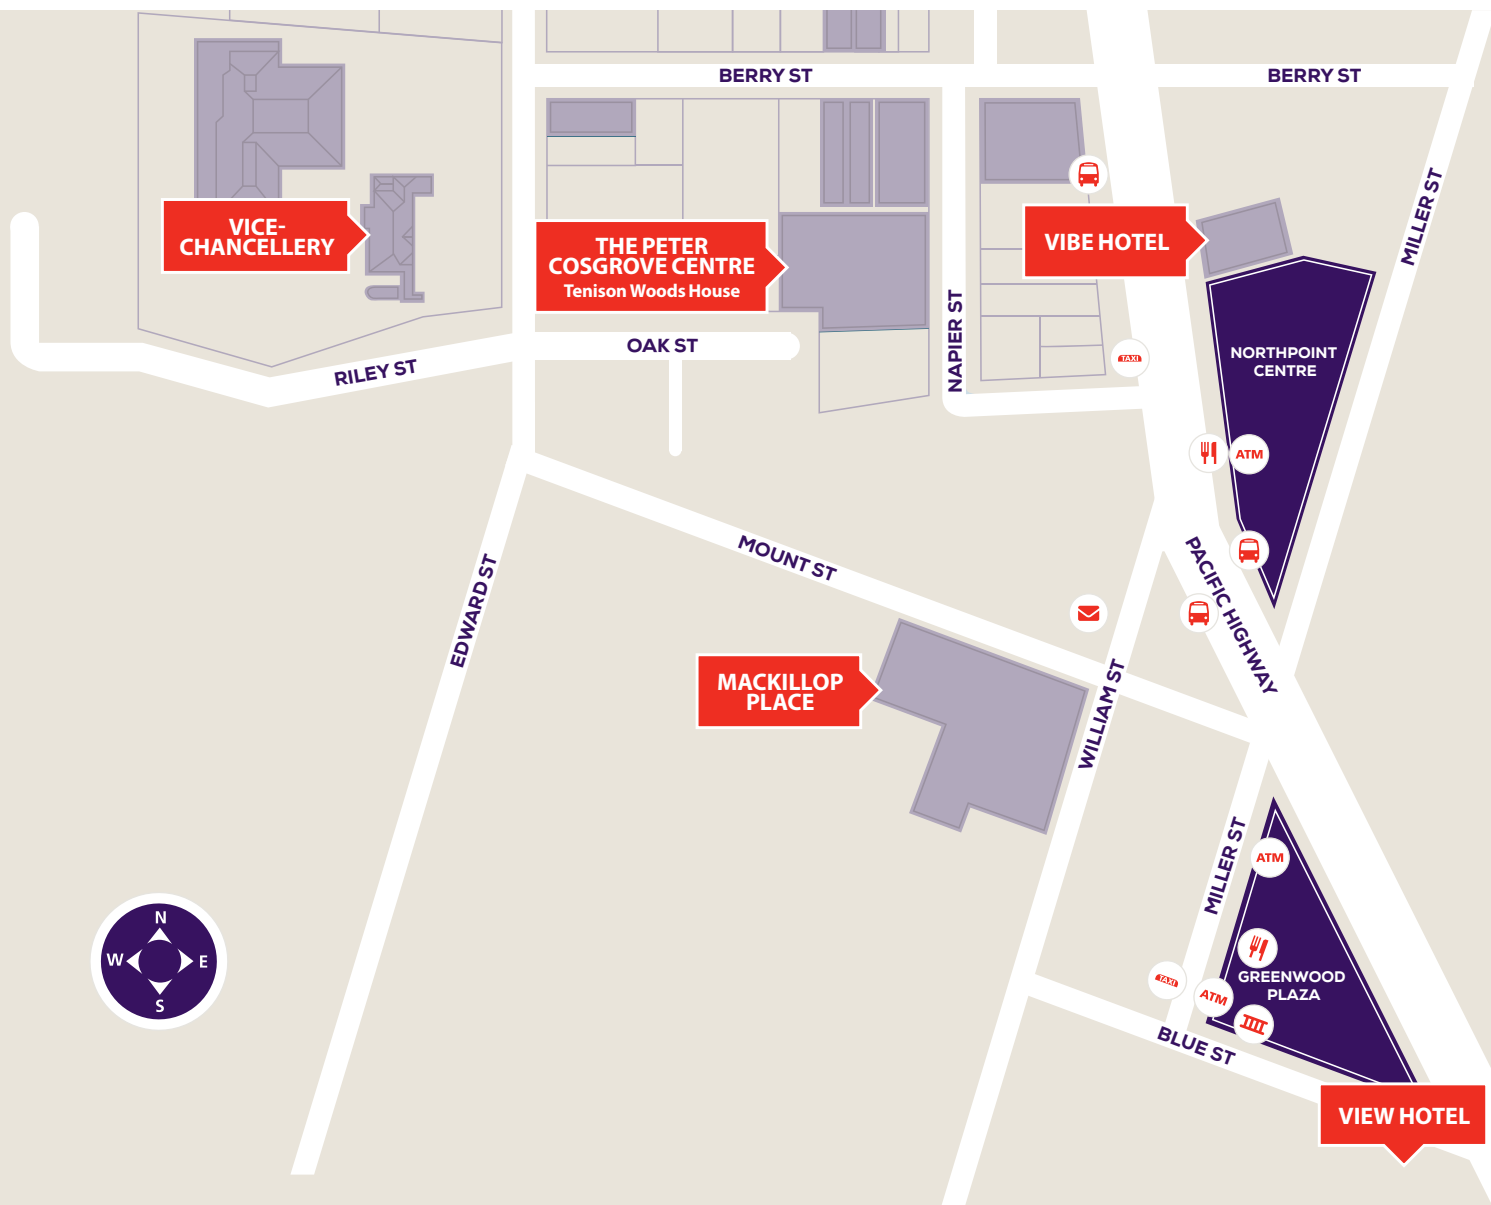 BERRY ST
BERRY ST
MILLER ST
VICE-
CHANCELLERY
THE PETER
COSGROVE CENTRE
Tenison Woods House
VIBE HOTEL
NAPIER ST
OAK ST
RILEY ST
TAXI
NORTHPOINT
CENTRE
ATM
MOUNT ST
EDWARD ST
PACIFIC HIGHWAY
MACKILLOP
PLACE
WILLIAM ST
MILLER ST
ATM
N
W
E
S
TAXI
ATM
GREENWOOD
PLAZA
BLUE ST
VIEW HOTEL